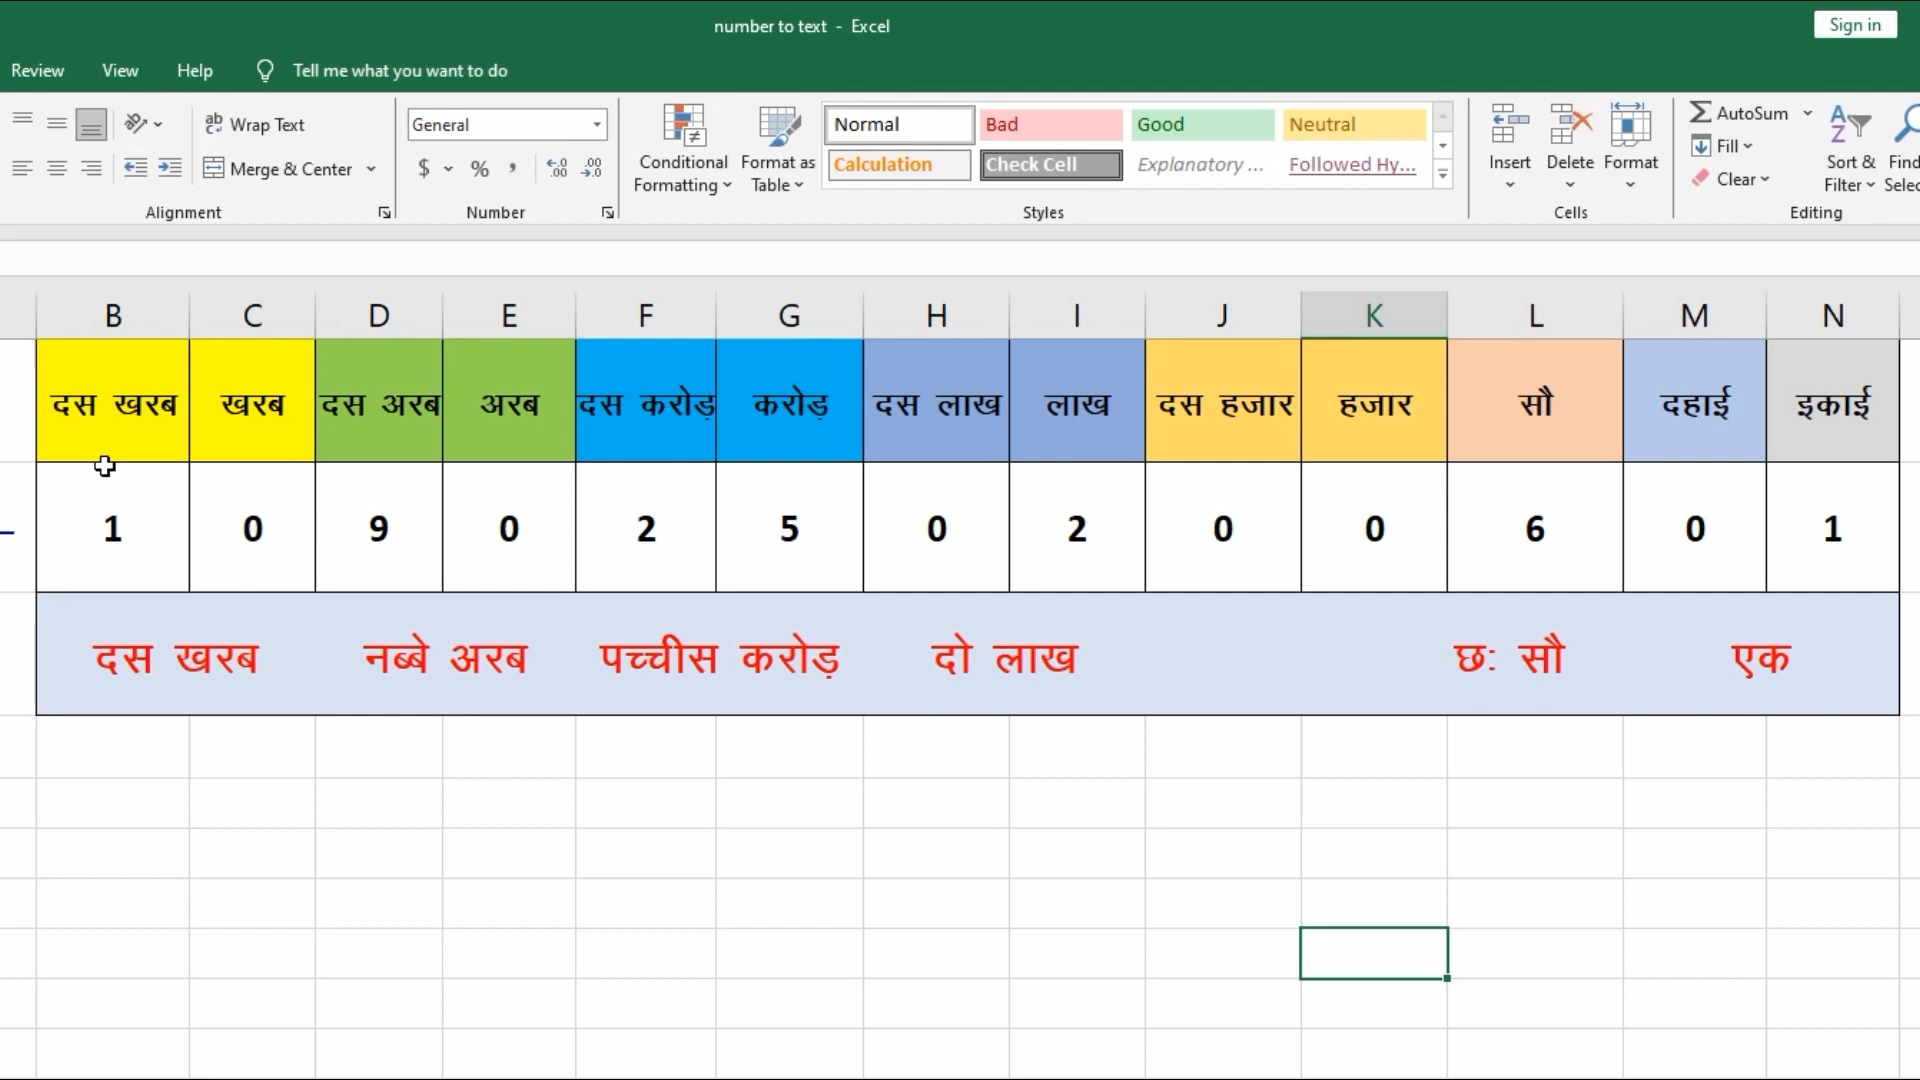 number to text - Excel
Sign in
Review View Help Tell me what you want to do
Wrap Text
General
Merge & Center
$ % ,
Conditional Formatting
Format as Table
Normal Bad Good Neutral
Calculation Check Cell Explanatory ... Followed Hy...
Insert Delete Format
AutoSum
Fill
Clear
Sort & Filter
Find
Selec
Alignment Number Styles Cells Editing
B C D E F G H I J K L M N
दस खरब खरब दस अरब अरब दस करोड़ करोड़ दस लाख लाख दस हजार हजार सौ दहाई इकाई
1 0 9 0 2 5 0 2 0 0 6 0 1
दस खरब नब्बे अरब पच्चीस करोड़ दो लाख छः सौ एक